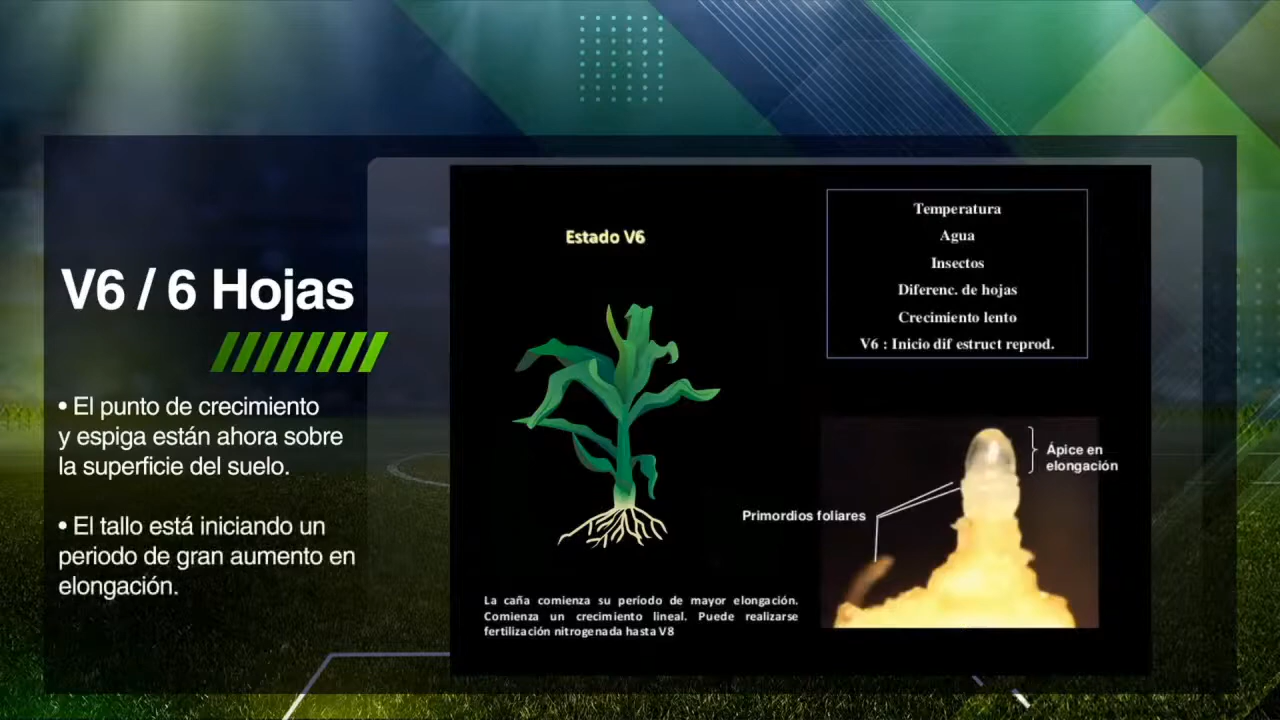 V6 / 6 Hojas
• El punto de crecimiento
y espiga están ahora sobre
la superficie del suelo.
• El tallo está iniciando un
periodo de gran aumento en
elongación.
Estado V6
Temperatura
Agua
Insectos
Diferenc. de hojas
Crecimiento lento
V6 : Inicio dif estruct reprod.
Ápice en
elongación
Primordios foliares
La caña comienza su período de mayor elongación.
Comienza un crecimiento lineal. Puede realizarse
fertilización nitrogenada hasta V8